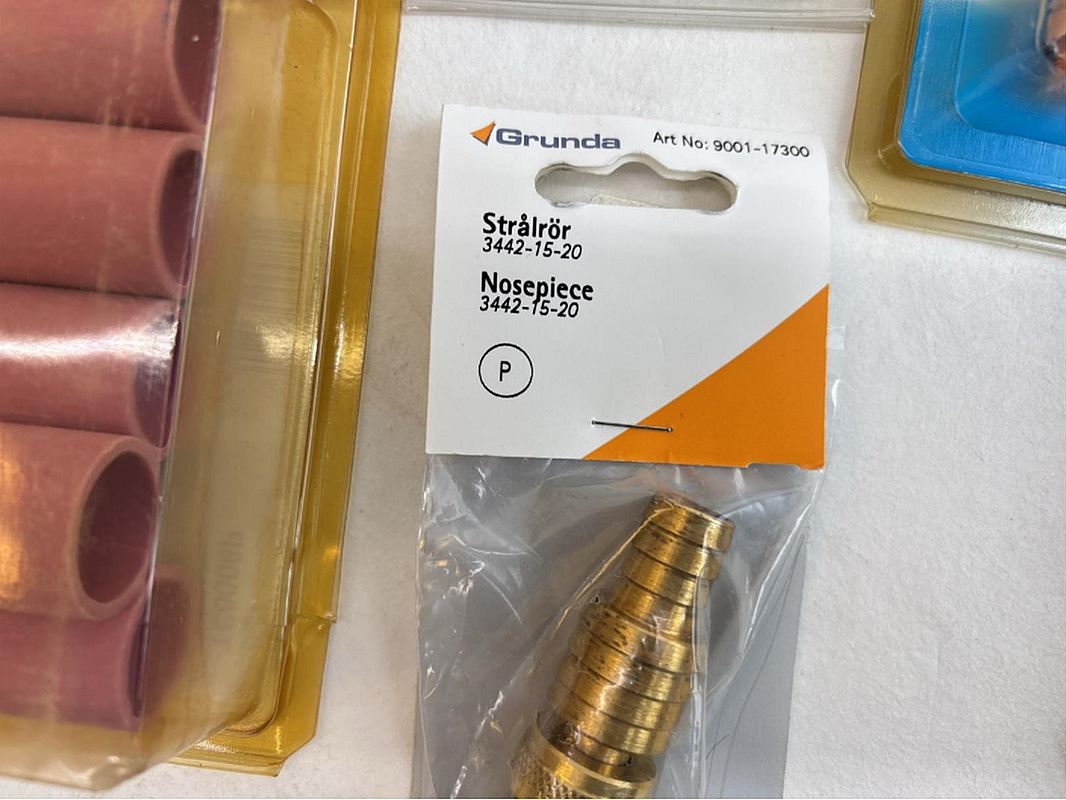 Grunda
Art No: 9001-17300
Strålrör
3442-15-20
Nosepiece
3442-15-20
P